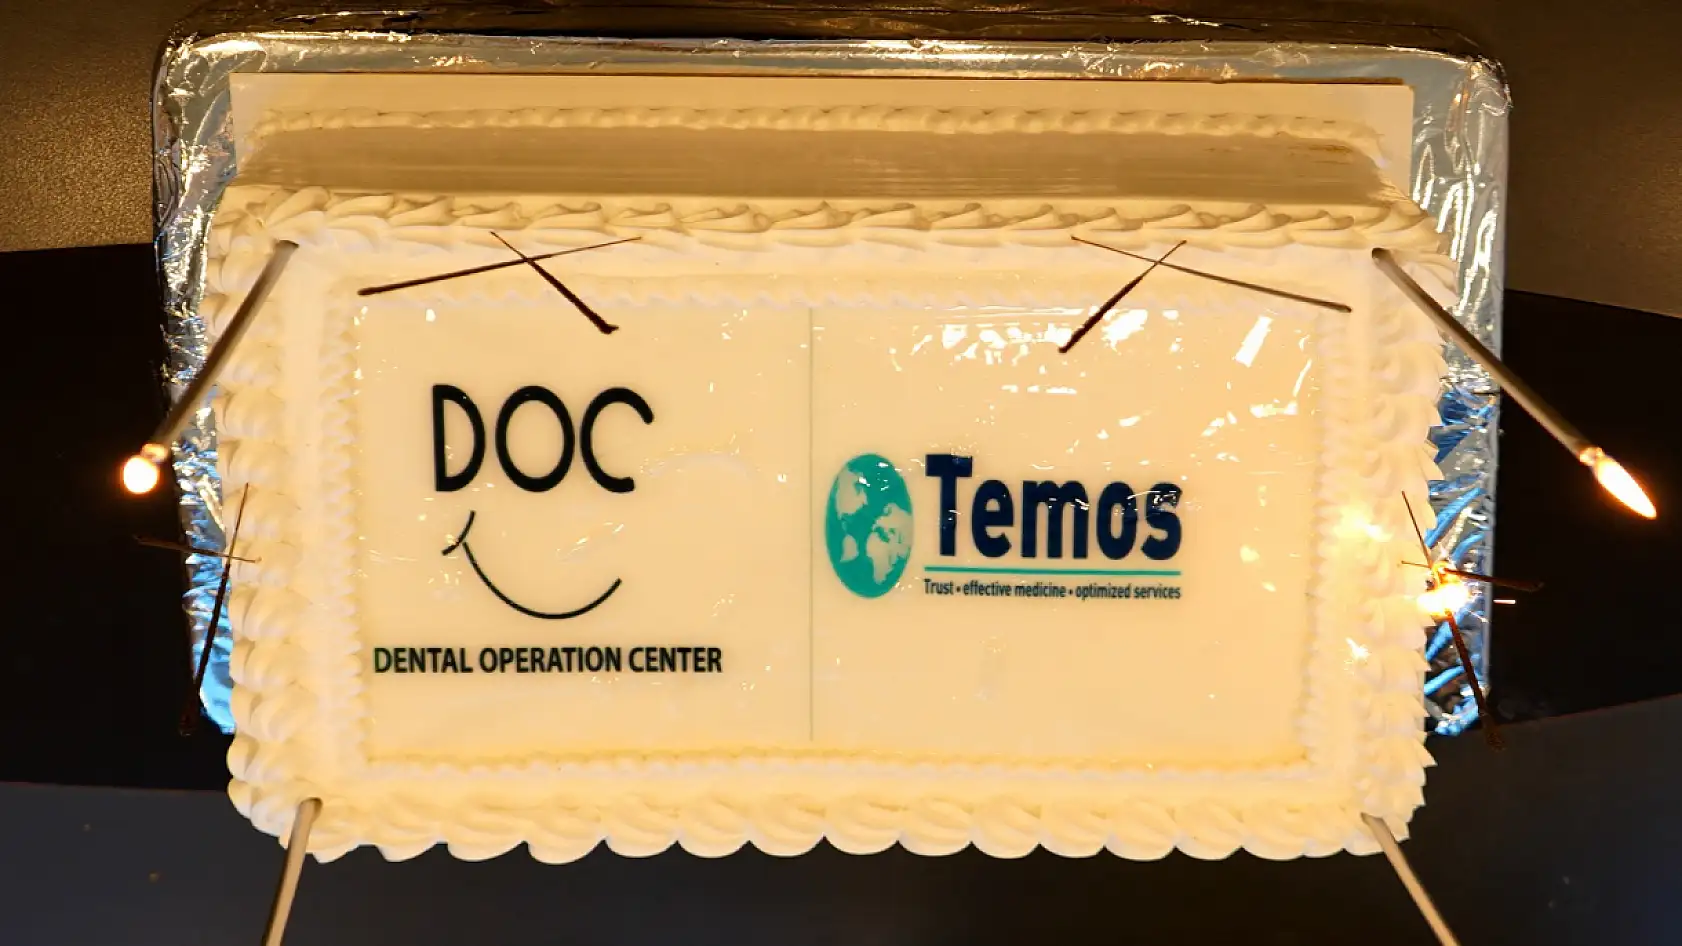 DOC
DENTAL OPERATION CENTER
Temos
Trust • effective medicine • optimized services